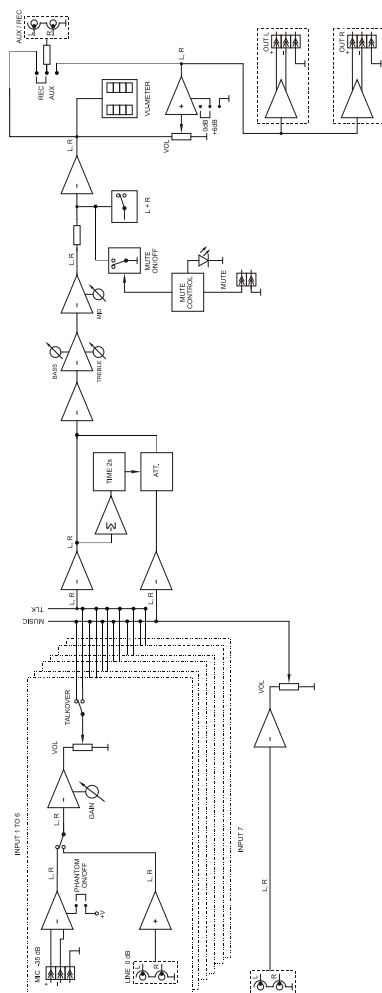 AUX / REC
L
R
REC
AUX
L, R
VU-METER
VOL
0dB
+6dB
L, R
OUT L
+
-
OUT R
+
-
L + R
L, R
MUTE
ON/OFF
MUTE
CONTROL
MUTE
MID
BASS
TREBLE
TIME 2s
ATT.
L, R
Σ
L, R
L, R
TLK
MUSIC
TALKOVER
VOL
VOL
L, R
GAIN
INPUT 1 TO 6
INPUT 7
L, R
L, R
PHANTOM
ON/OFF
+V
MIC -35 dB
+
-
LINE 0 dB
L
R
L, R
L
R